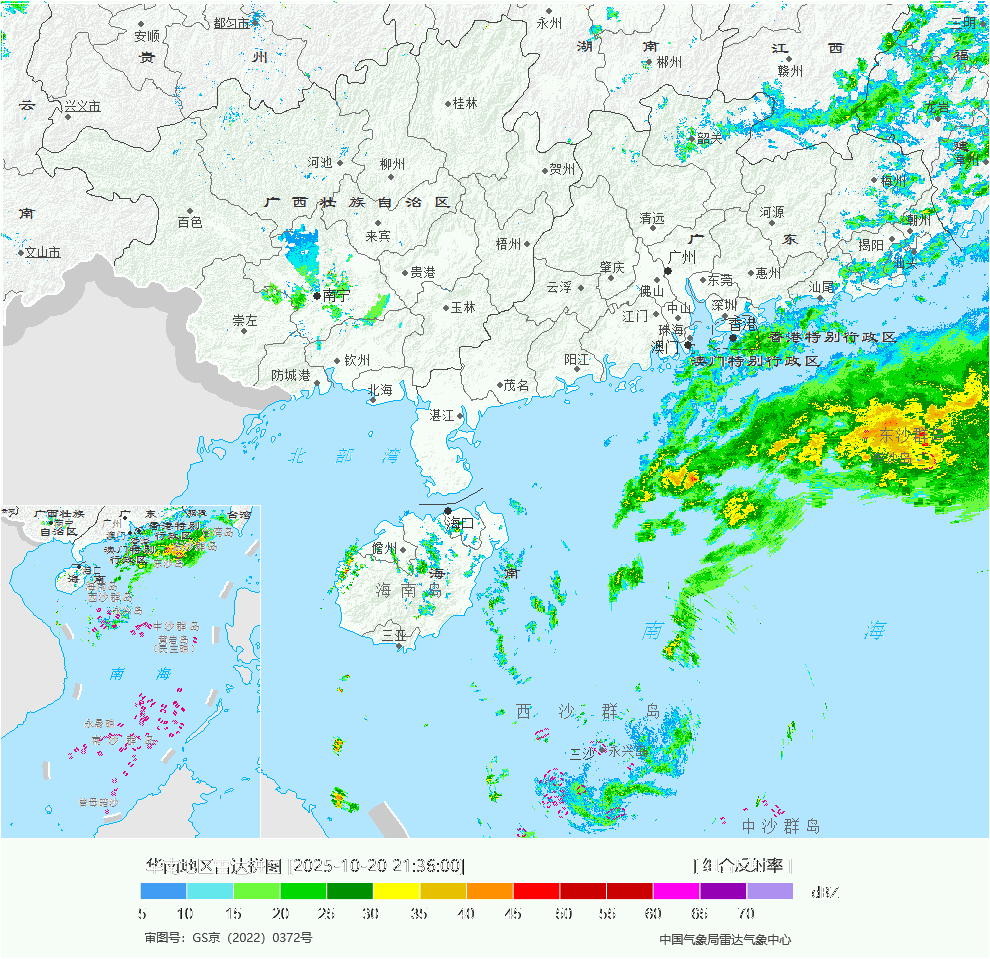 都匀市
安顺
贵 州
永州
湖 南
郴州
江 西
赣州
三明
福
云
兴义市
桂林
龙岩
韶关
建
河池
柳州
贺州
梅州
广 西 壮 族 自 治 区
南
百色
来宾
清远
河源
潮州
广 东
揭阳
汕头
文山市
梧州
广州
贵港
肇庆
东莞
惠州
南宁
云浮
佛山
汕尾
崇左
玉林
江门
中山
深圳
珠海
香港
香港特别行政区
澳门
澳门特别行政区
钦州
阳江
防城港
北海
茂名
湛江
东沙群
北 部 湾
海口
儋州
海 南
海 南 岛
三亚
南 海
西 沙 群 岛
三沙
永兴岛
中 沙 群 岛
广西壮族
自治区
广 东
台湾
广州
香港特别
澳门特别
行政区
海口
海 南
西沙群岛
中沙群岛
黄岩岛
(民主礁)
南 海
永暑礁
南 沙 群 岛
曾母暗沙
华南地区雷达拼图 [2025-10-20 21:36:00]
[ 组合反射率 ]
dBZ
5 10 15 20 25 30 35 40 45 50 55 60 65 70
审图号：GS京（2022）0372号
中国气象局雷达气象中心